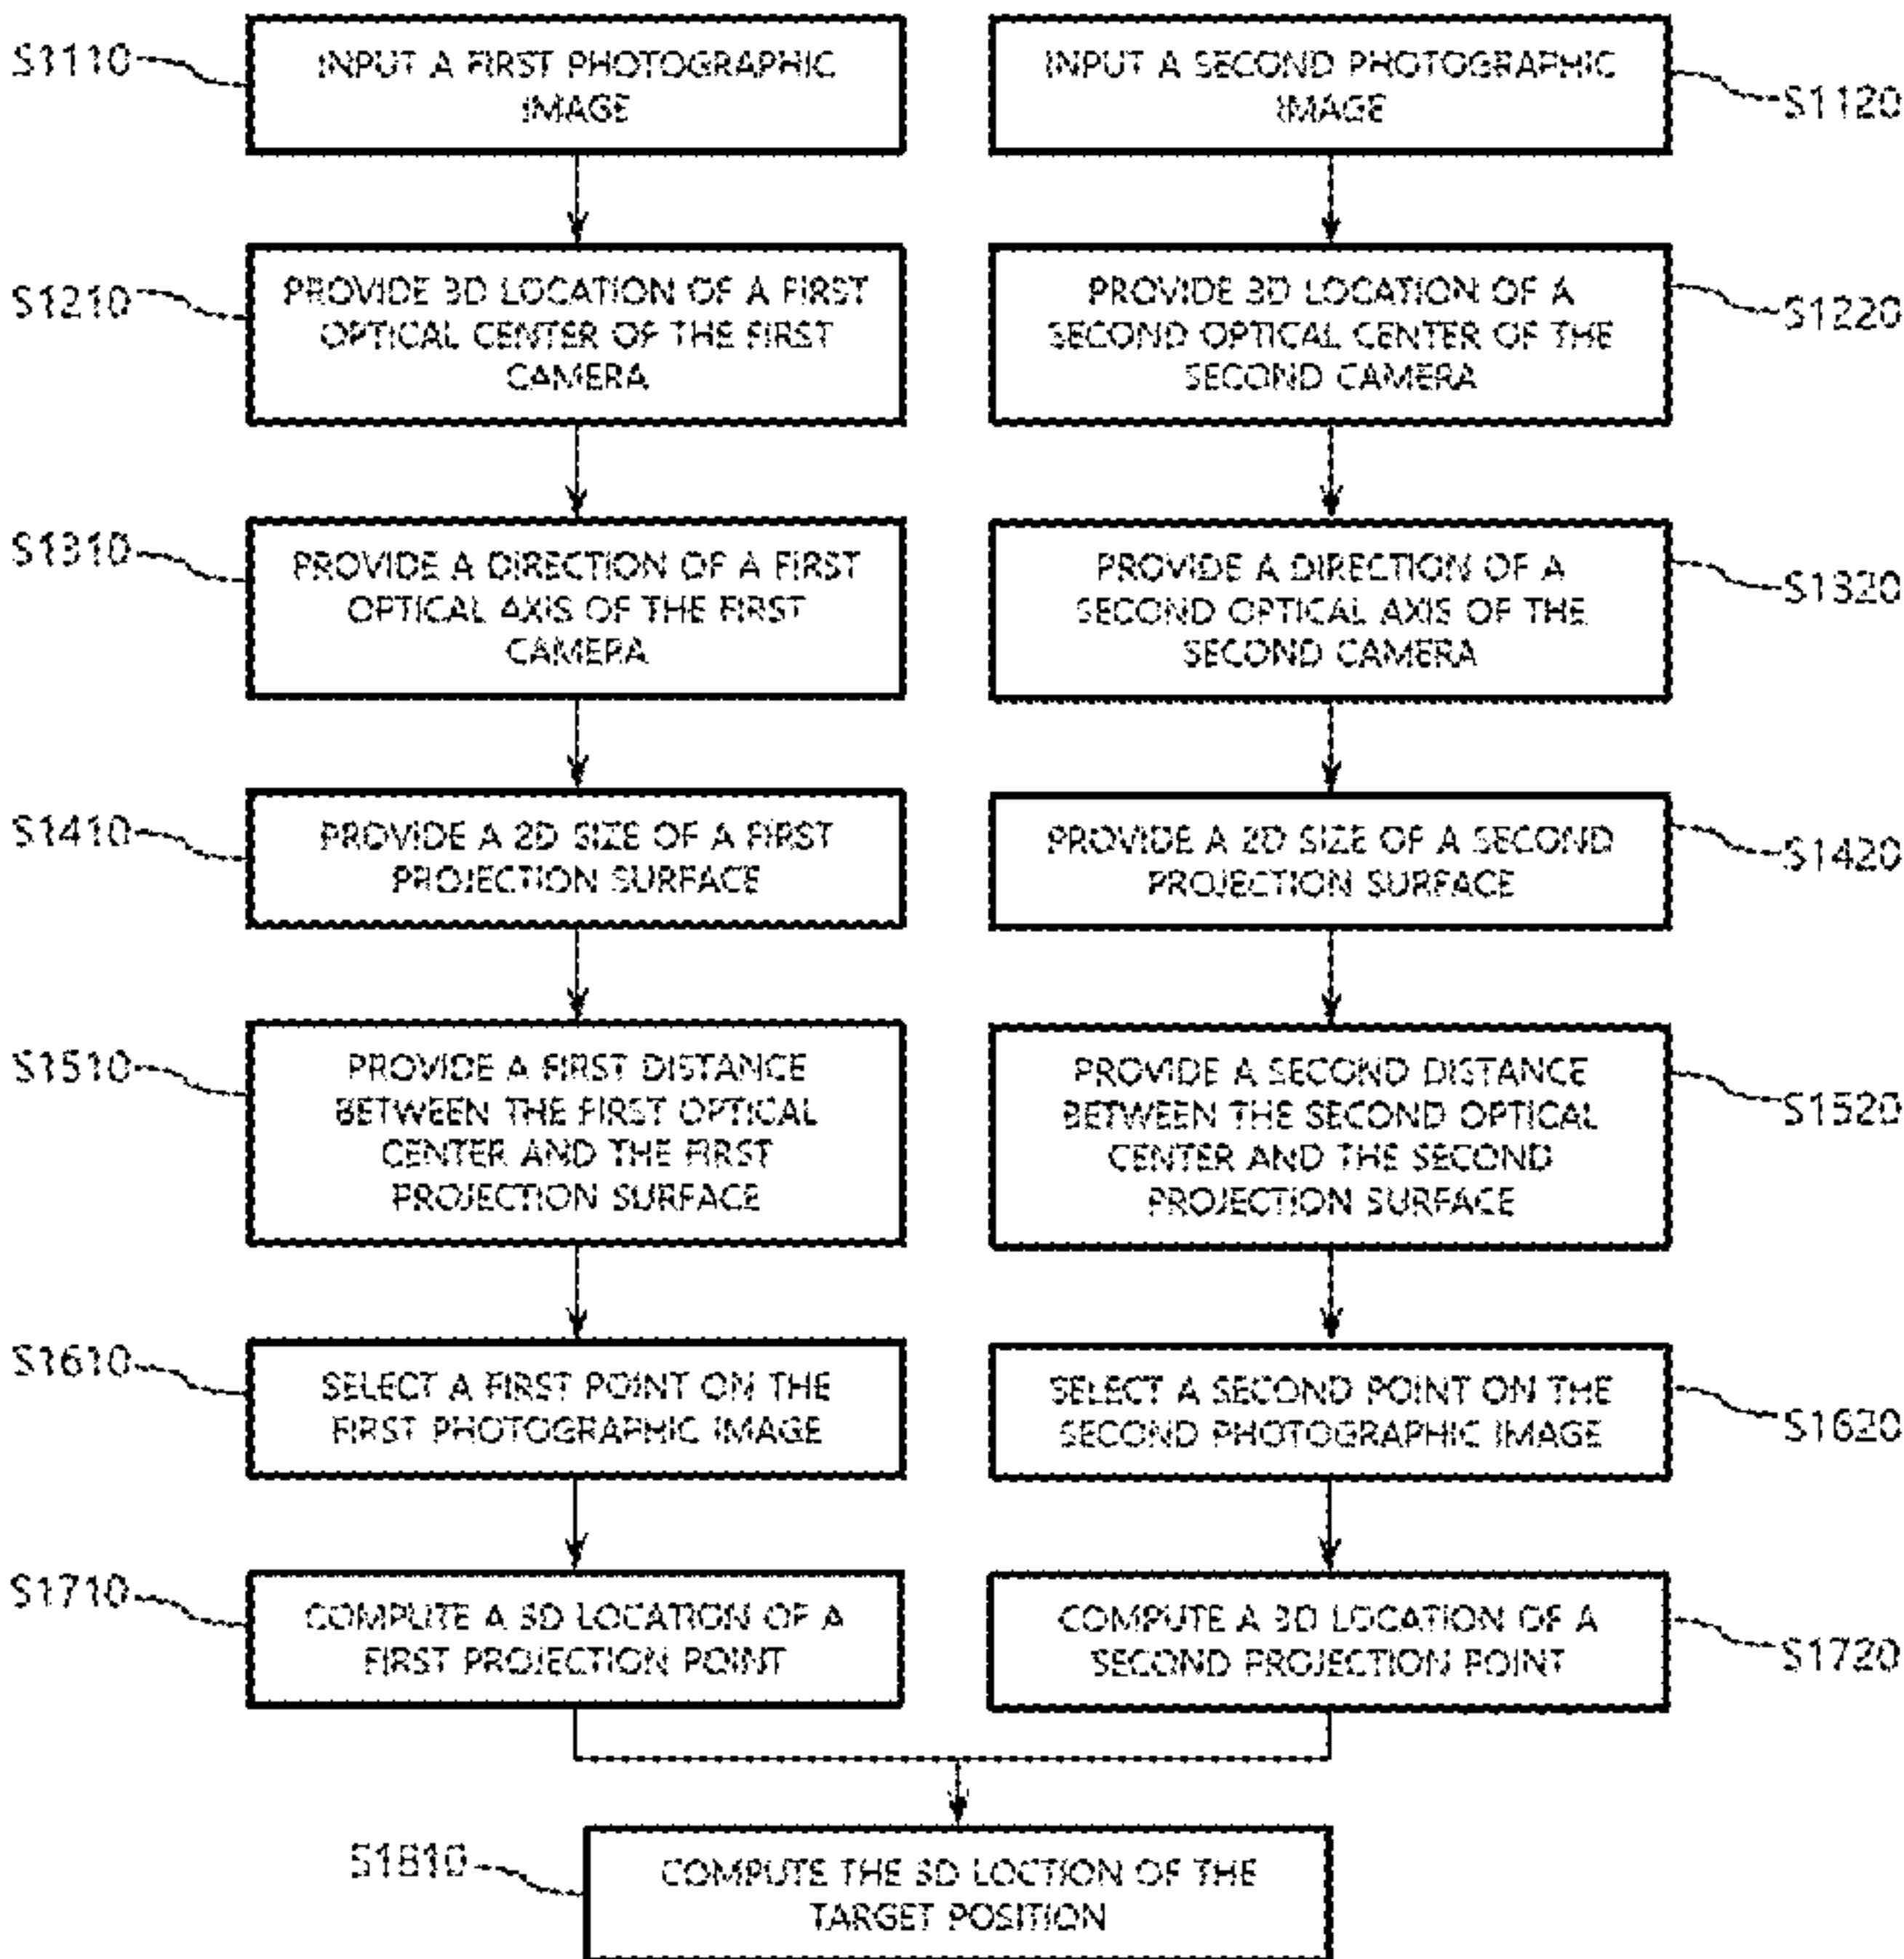 S1110
INPUT A FIRST PHOTOGRAPHIC
IMAGE
INPUT A SECOND PHOTOGRAPHIC
IMAGE
S1120
S1210
PROVIDE 3D LOCATION OF A FIRST
OPTICAL CENTER OF THE FIRST
CAMERA
PROVIDE 3D LOCATION OF A
SECOND OPTICAL CENTER OF THE
SECOND CAMERA
S1220
S1310
PROVIDE A DIRECTION OF A FIRST
OPTICAL AXIS OF THE FIRST
CAMERA
PROVIDE A DIRECTION OF A
SECOND OPTICAL AXIS OF THE
SECOND CAMERA
S1320
S1410
PROVIDE A 2D SIZE OF A FIRST
PROJECTION SURFACE
PROVIDE A 2D SIZE OF A SECOND
PROJECTION SURFACE
S1420
S1510
PROVIDE A FIRST DISTANCE
BETWEEN THE FIRST OPTICAL
CENTER AND THE FIRST
PROJECTION SURFACE
PROVIDE A SECOND DISTANCE
BETWEEN THE SECOND OPTICAL
CENTER AND THE SECOND
PROJECTION SURFACE
S1520
S1610
SELECT A FIRST POINT ON THE
FIRST PHOTOGRAPHIC IMAGE
SELECT A SECOND POINT ON THE
SECOND PHOTOGRAPHIC IMAGE
S1620
S1710
COMPUTE A 3D LOCATION OF A
FIRST PROJECTION POINT
COMPUTE A 3D LOCATION OF A
SECOND PROJECTION POINT
S1720
S1810
COMPUTE THE 3D LOCTION OF THE
TARGET POSITION